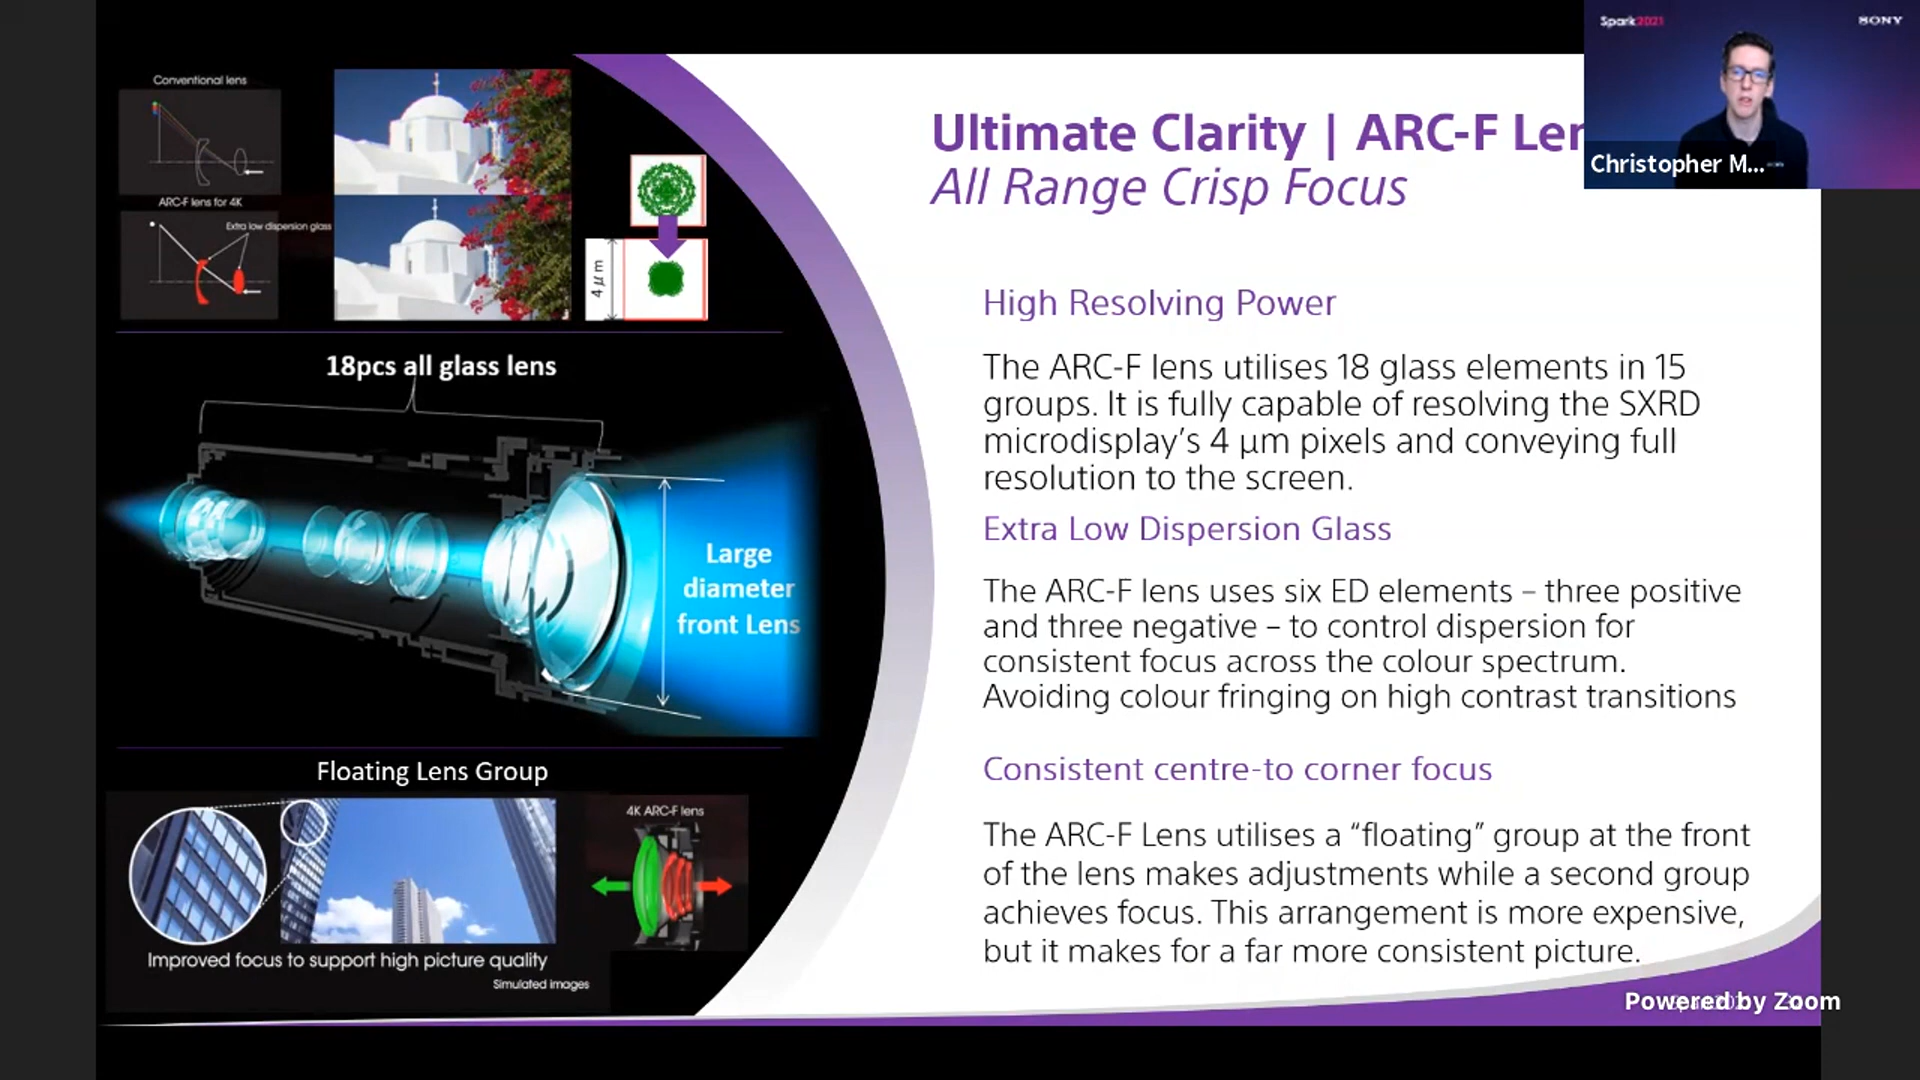 Conventional lens
ARC-F lens for 4K
Extra low dispersion glass
4 μm
18pcs all glass lens
Large
diameter
front Lens
Floating Lens Group
4K ARC-F lens
Improved focus to support high picture quality
Simulated images
Spark2021
SONY
Christopher M...
Ultimate Clarity | ARC-F Len
All Range Crisp Focus
High Resolving Power
The ARC-F lens utilises 18 glass elements in 15
groups. It is fully capable of resolving the SXRD
microdisplay's 4 μm pixels and conveying full
resolution to the screen.
Extra Low Dispersion Glass
The ARC-F lens uses six ED elements – three positive
and three negative – to control dispersion for
consistent focus across the colour spectrum.
Avoiding colour fringing on high contrast transitions
Consistent centre-to corner focus
The ARC-F Lens utilises a “floating” group at the front
of the lens makes adjustments while a second group
achieves focus. This arrangement is more expensive,
but it makes for a far more consistent picture.
Powered by Zoom